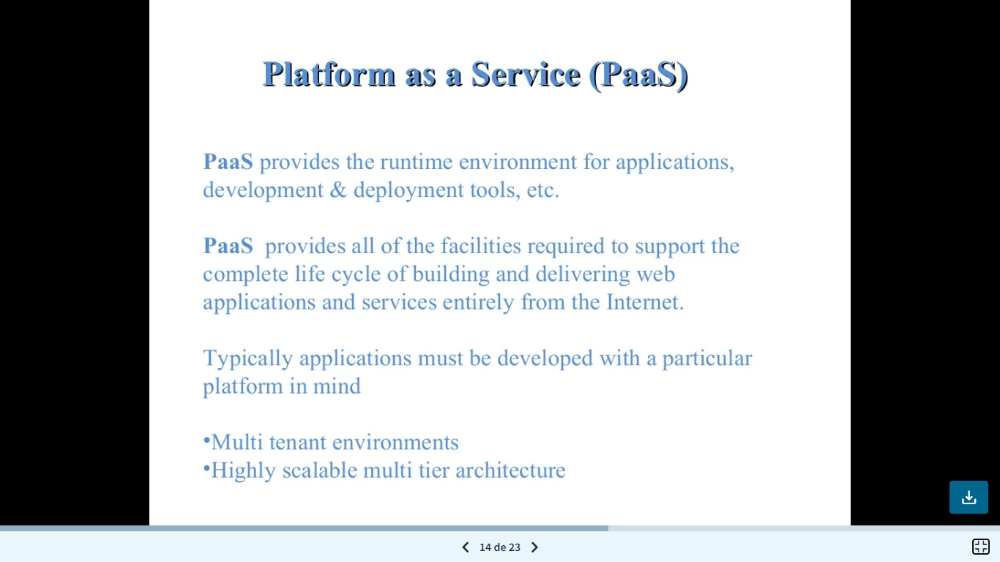 Platform as a Service (PaaS)
PaaS provides the runtime environment for applications,
development & deployment tools, etc.
PaaS  provides all of the facilities required to support the
complete life cycle of building and delivering web
applications and services entirely from the Internet.
Typically applications must be developed with a particular
platform in mind
•Multi tenant environments
•Highly scalable multi tier architecture
14 de 23